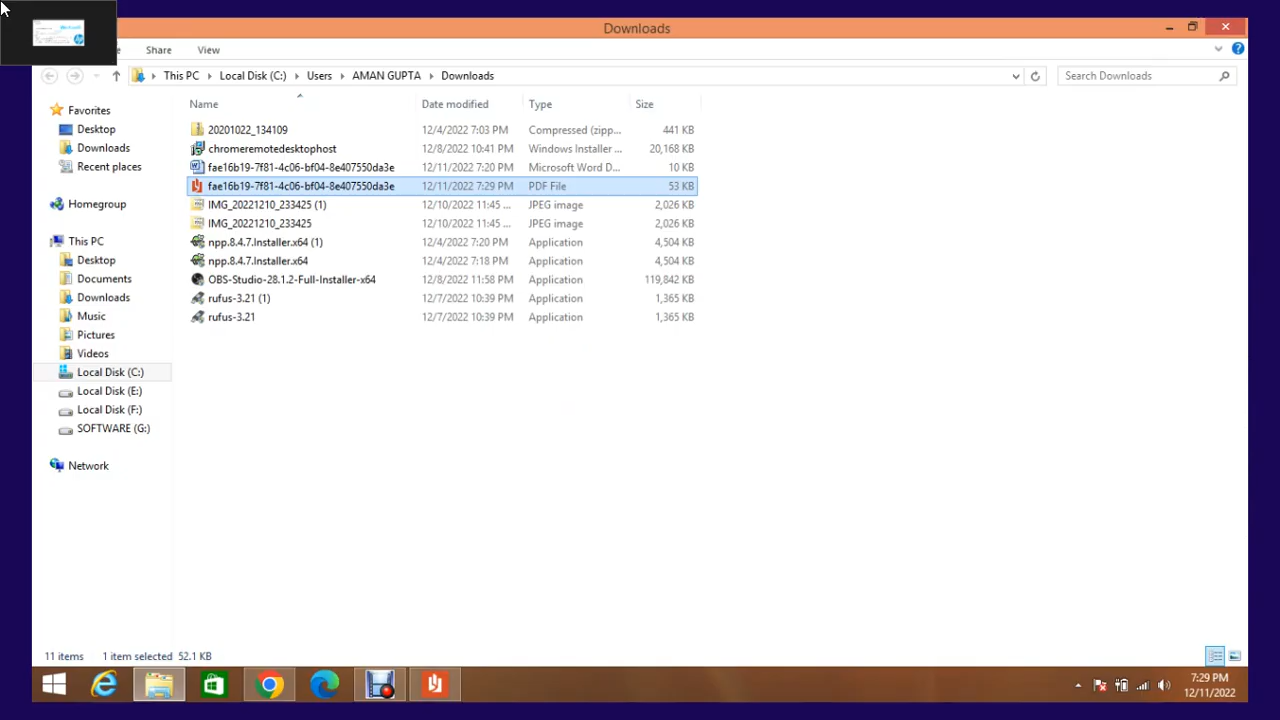 Downloads
Share View
This PC Local Disk (C:) Users AMAN GUPTA Downloads
Search Downloads
Name Date modified Type Size
Favorites
Desktop
Downloads
Recent places
Homegroup
This PC
Desktop
Documents
Downloads
Music
Pictures
Videos
Local Disk (C:)
Local Disk (E:)
Local Disk (F:)
SOFTWARE (G:)
Network
20201022_134109 12/4/2022 7:03 PM Compressed (zipp... 441 KB
chromeremotedesktophost 12/8/2022 10:41 PM Windows Installer ... 20,168 KB
fae16b19-7f81-4c06-bf04-8e407550da3e 12/11/2022 7:20 PM Microsoft Word D... 10 KB
fae16b19-7f81-4c06-bf04-8e407550da3e 12/11/2022 7:29 PM PDF File 53 KB
IMG_20221210_233425 (1) 12/10/2022 11:45 ... JPEG image 2,026 KB
IMG_20221210_233425 12/10/2022 11:45 ... JPEG image 2,026 KB
npp.8.4.7.Installer.x64 (1) 12/4/2022 7:20 PM Application 4,504 KB
npp.8.4.7.Installer.x64 12/4/2022 7:18 PM Application 4,504 KB
OBS-Studio-28.1.2-Full-Installer-x64 12/8/2022 11:58 PM Application 119,842 KB
rufus-3.21 (1) 12/7/2022 10:39 PM Application 1,365 KB
rufus-3.21 12/7/2022 10:39 PM Application 1,365 KB
11 items 1 item selected 52.1 KB
7:29 PM
12/11/2022